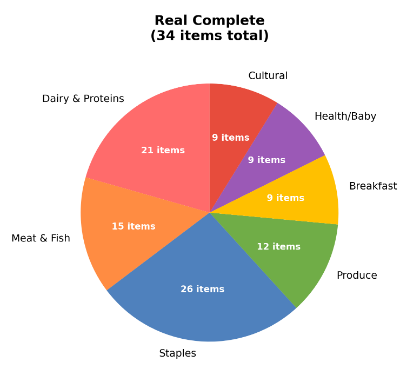 Real Complete
(34 items total)
Cultural
Dairy & Proteins
Health/Baby
9 items
21 items
9 items
Breakfast
9 items
15 items
Meat & Fish
12 items
Produce
26 items
Staples